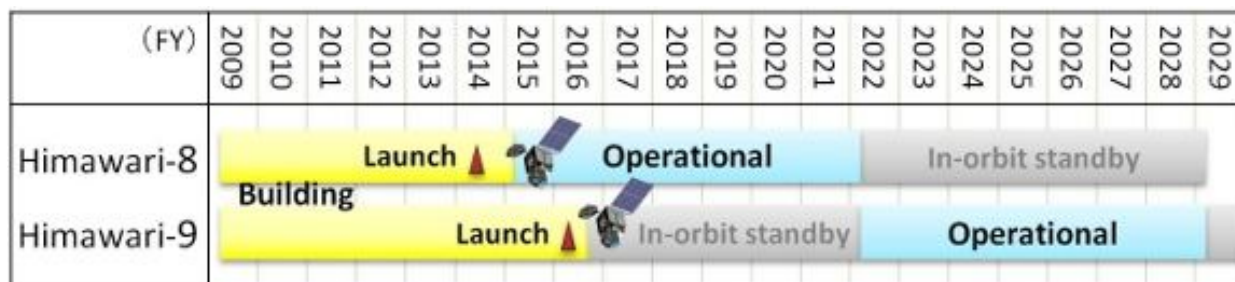 (FY) 2009 2010 2011 2012 2013 2014 2015 2016 2017 2018 2019 2020 2021 2022 2023 2024 2025 2026 2027 2028 2029
Himawari-8 Launch Operational In-orbit standby
Building
Himawari-9 Launch In-orbit standby Operational